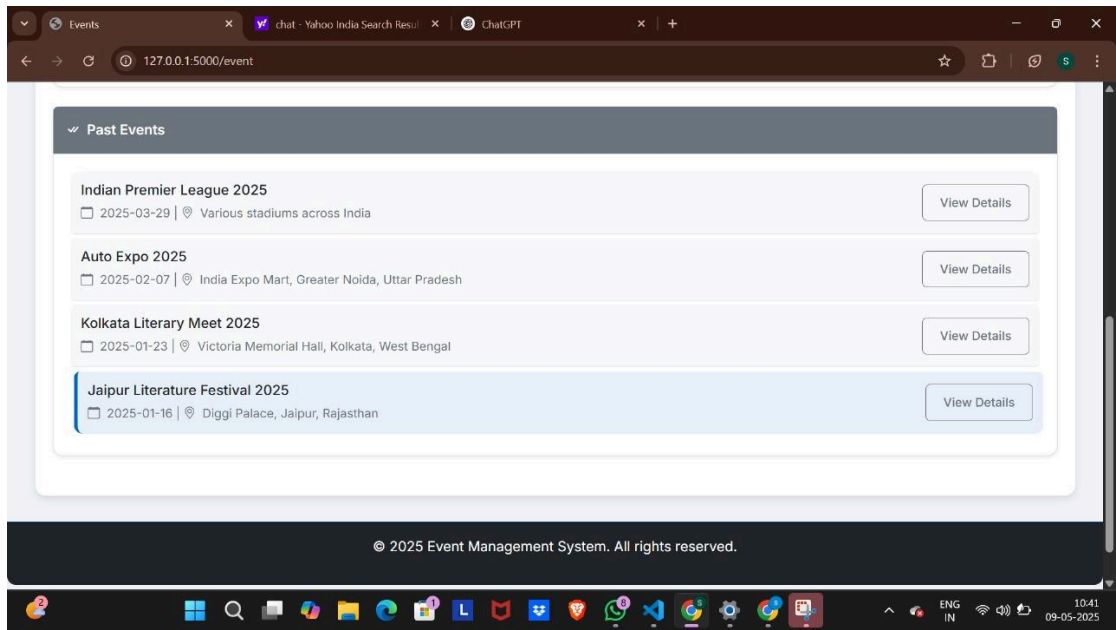 Events
chat - Yahoo India Search Resul
ChatGPT
127.0.0.1:5000/event
S
Past Events
Indian Premier League 2025
2025-03-29 | Various stadiums across India
View Details
Auto Expo 2025
2025-02-07 | India Expo Mart, Greater Noida, Uttar Pradesh
View Details
Kolkata Literary Meet 2025
2025-01-23 | Victoria Memorial Hall, Kolkata, West Bengal
View Details
Jaipur Literature Festival 2025
2025-01-16 | Diggi Palace, Jaipur, Rajasthan
View Details
© 2025 Event Management System. All rights reserved.
2
1
L
8
ENG
IN
10:41
09-05-2025